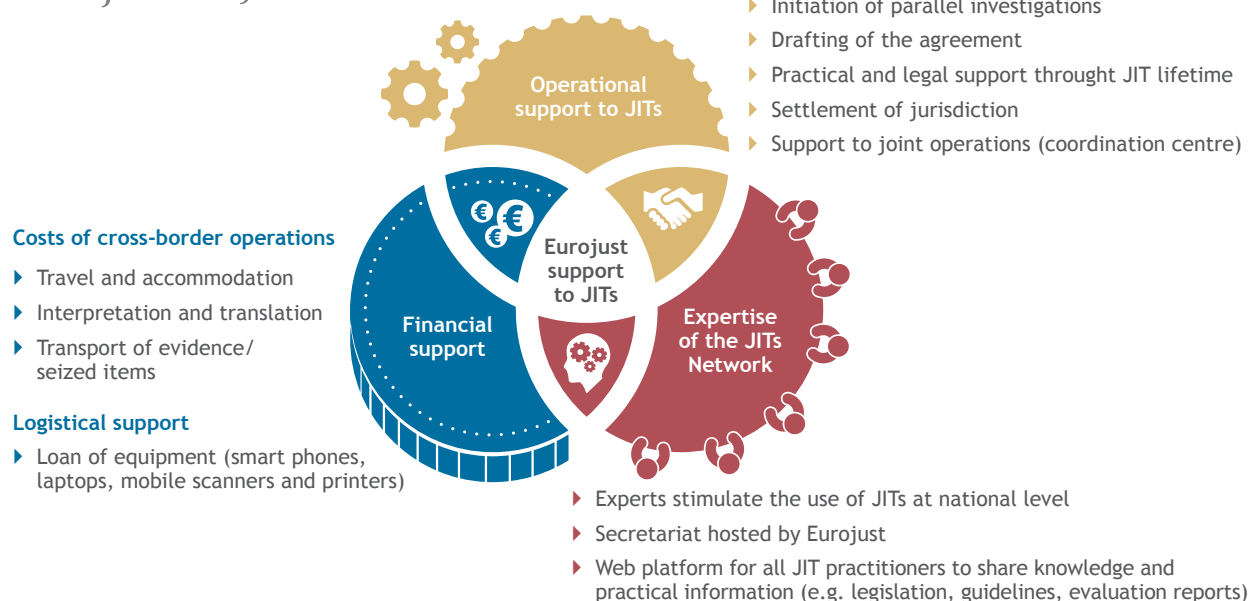 Initiation of parallel investigations
Drafting of the agreement
Practical and legal support throught JIT lifetime
Settlement of jurisdiction
Support to joint operations (coordination centre)
Operational
support to JITs
Eurojust
support
to JITs
Financial
support
Expertise
of the JITs
Network
Costs of cross-border operations
Travel and accommodation
Interpretation and translation
Transport of evidence/
seized items
Logistical support
Loan of equipment (smart phones,
laptops, mobile scanners and printers)
Experts stimulate the use of JITs at national level
Secretariat hosted by Eurojust
Web platform for all JIT practitioners to share knowledge and
practical information (e.g. legislation, guidelines, evaluation reports)